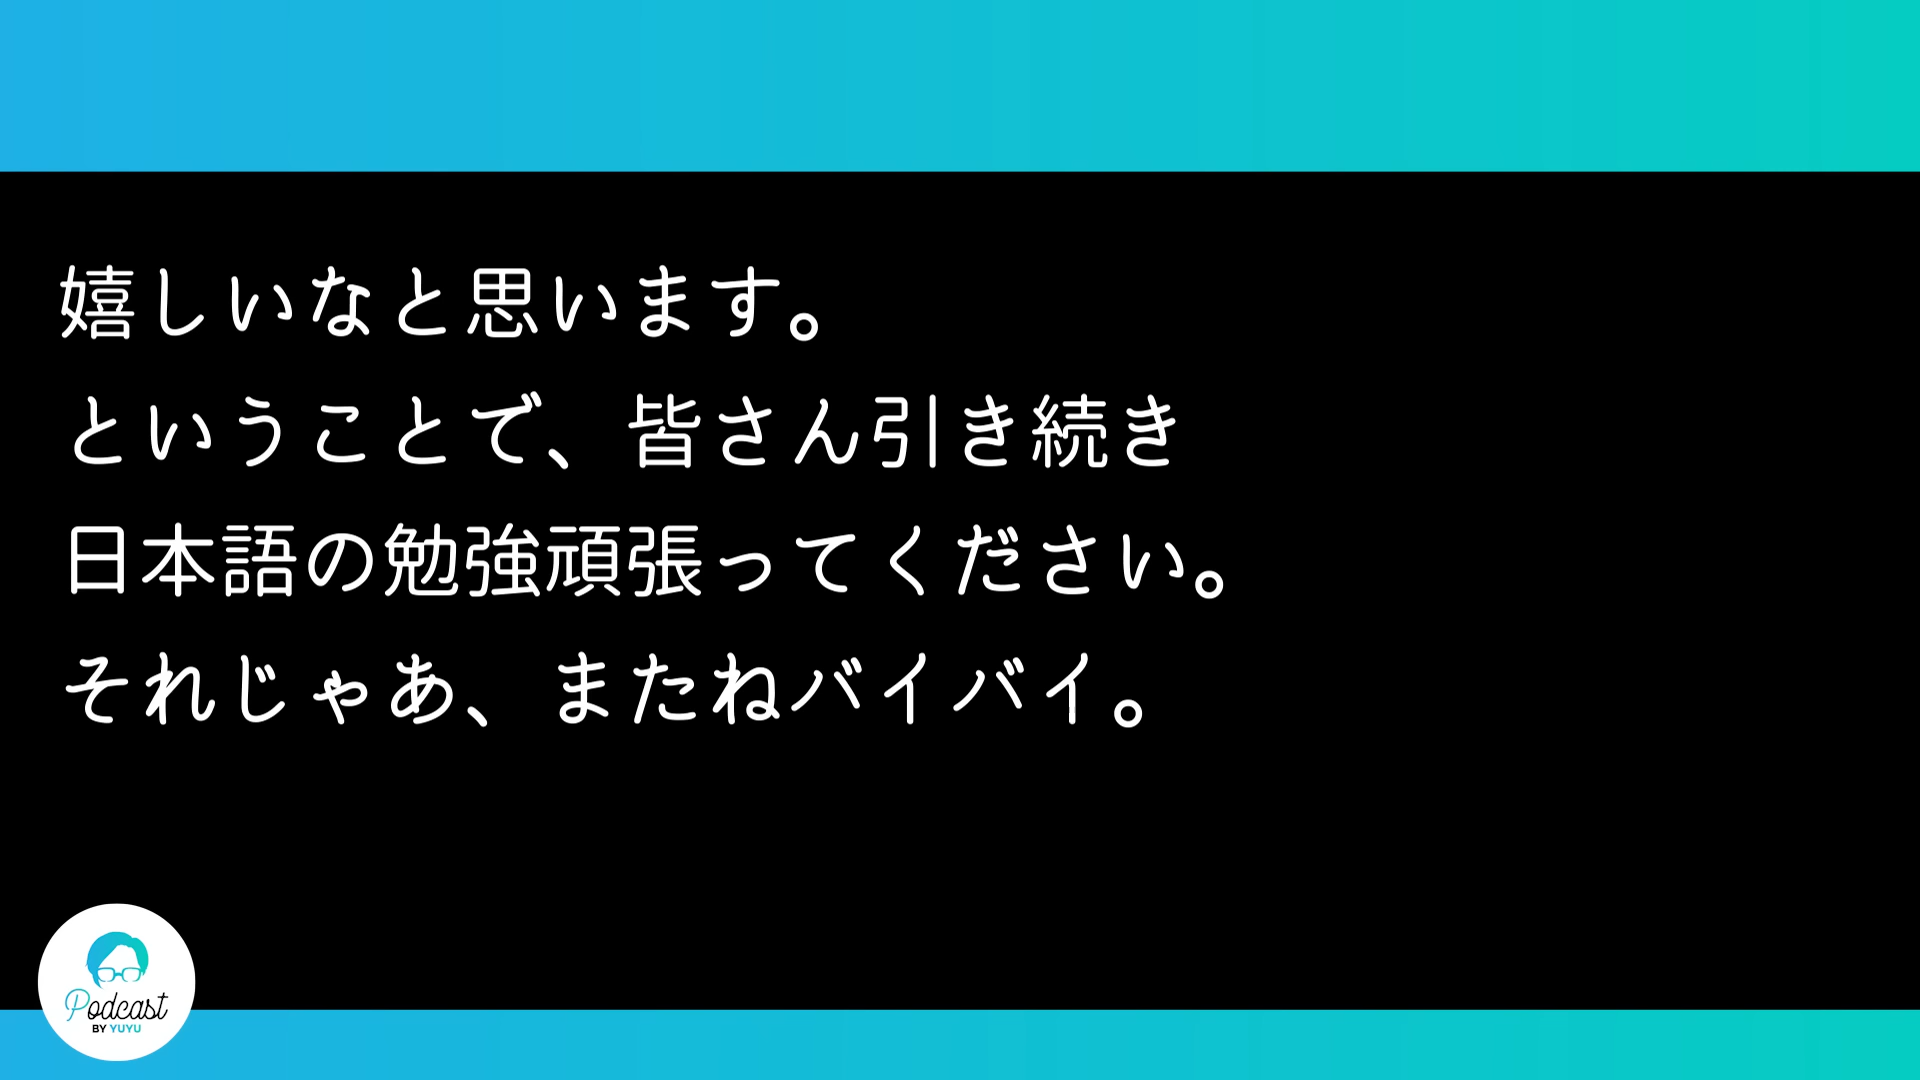 嬉しいなと思います。
ということで、皆さん引き続き
日本語の勉強頑張ってください。
それじゃあ、またねバイバイ。
Podcast
BY YUYU